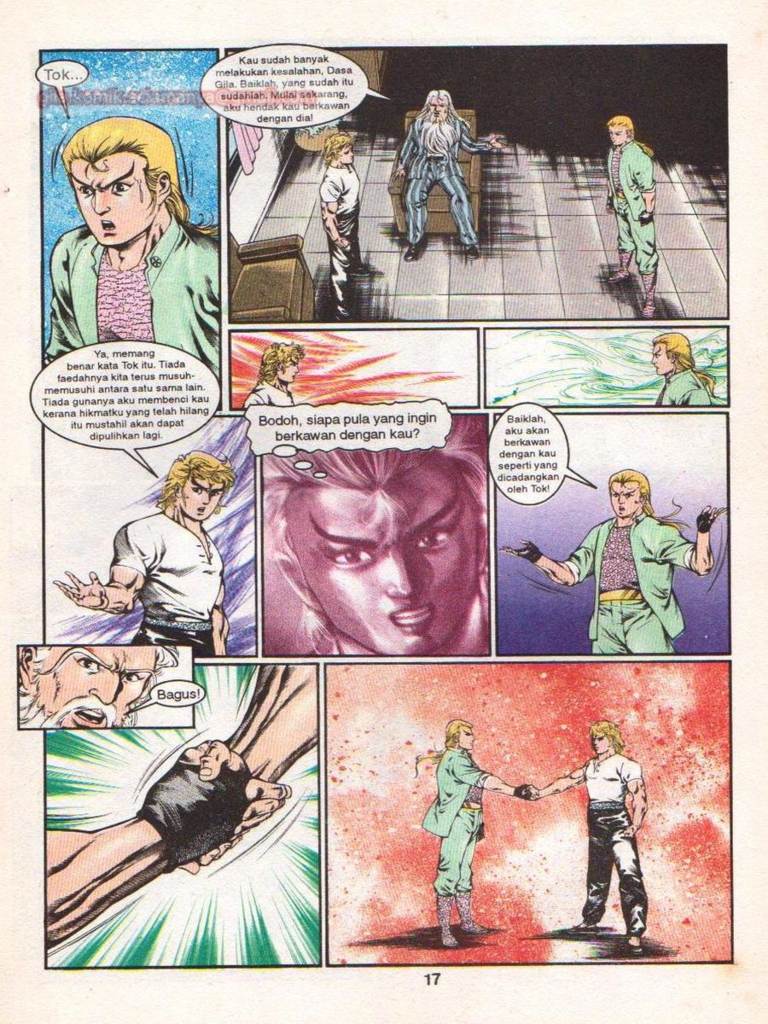 Tok...
Kau sudah banyak
melakukan kesalahan, Dasa
Gila. Baiklah, yang sudah itu
sudahlah. Mulai sekarang,
aku hendak kau berkawan
dengan dia!
Ya, memang
benar kata Tok itu. Tiada
faedahnya kita terus musuh-
memusuhi antara satu sama lain.
Tiada gunanya aku membenci kau
kerana hikmatku yang telah hilang
itu mustahil akan dapat
dipulihkan lagi.
Bodoh, siapa pula yang ingin
berkawan dengan kau?
Baiklah,
aku akan
berkawan
dengan kau
seperti yang
dicadangkan
oleh Tok!
Bagus!
17